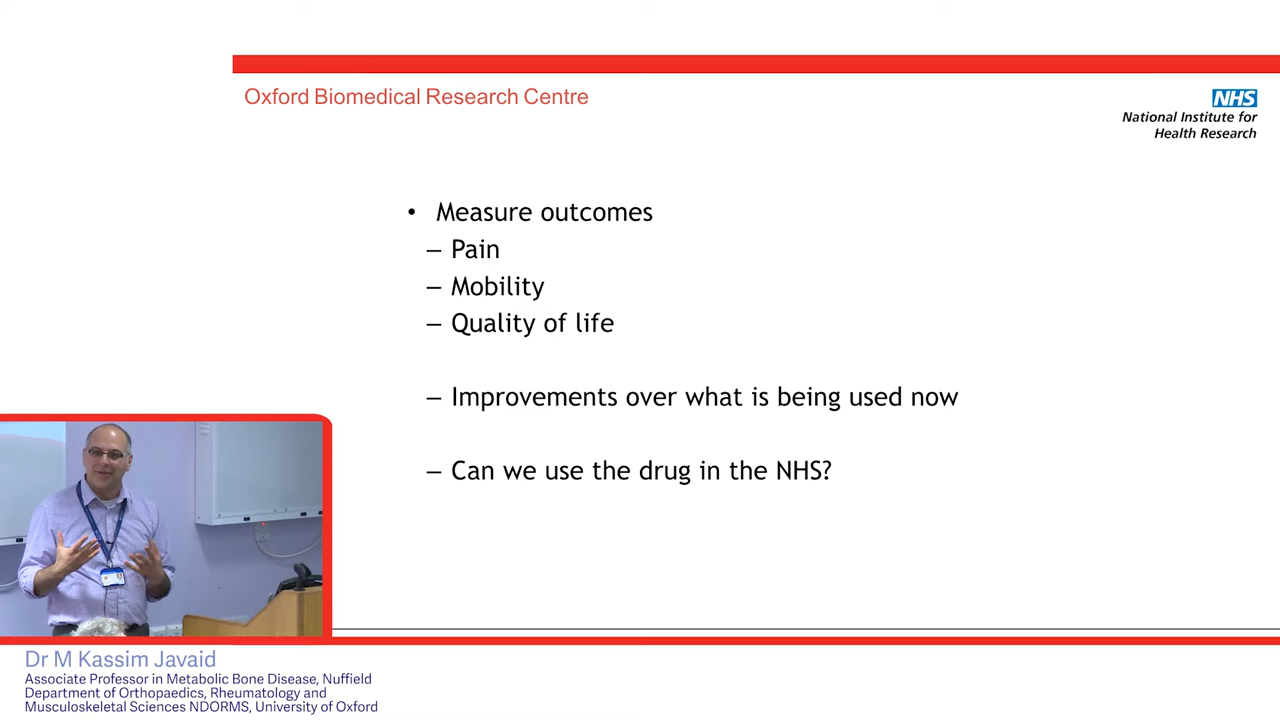 Oxford Biomedical Research Centre
NHS
National Institute for
Health Research
• Measure outcomes
– Pain
– Mobility
– Quality of life
– Improvements over what is being used now
– Can we use the drug in the NHS?
Dr M Kassim Javaid
Associate Professor in Metabolic Bone Disease, Nuffield
Department of Orthopaedics, Rheumatology and
Musculoskeletal Sciences NDORMS, University of Oxford